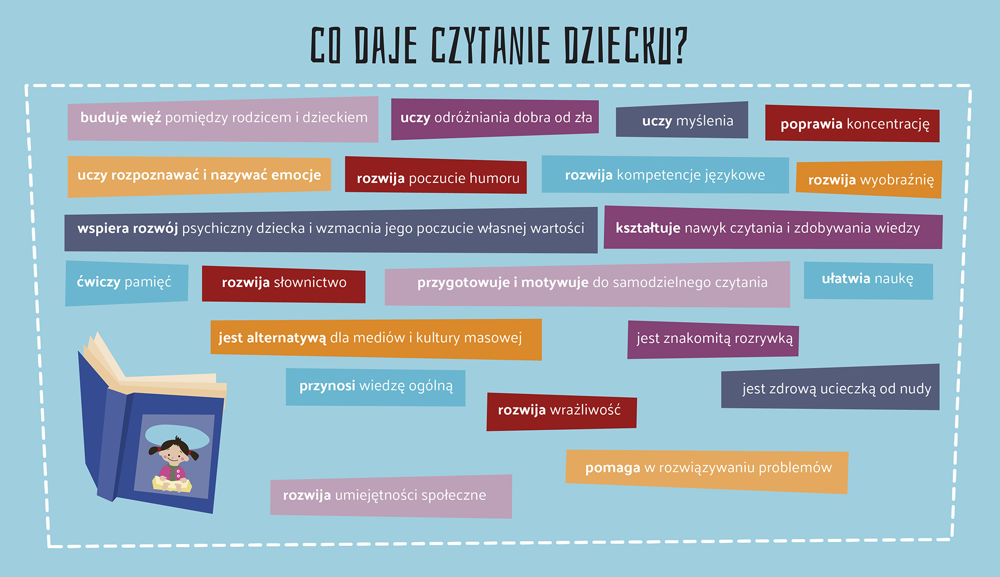 CO DAJE CZYTANIE DZIECKU?
buduje więź pomiędzy rodzicem i dzieckiem
uczy odróżniania dobra od zła
uczy myślenia
poprawia koncentrację
uczy rozpoznawać i nazywać emocje
rozwija poczucie humoru
rozwija kompetencje językowe
rozwija wyobraźnię
wspiera rozwój psychiczny dziecka i wzmacnia jego poczucie własnej wartości
kształtuje nawyk czytania i zdobywania wiedzy
ćwiczy pamięć
rozwija słownictwo
przygotowuje i motywuje do samodzielnego czytania
ułatwia naukę
jest alternatywą dla mediów i kultury masowej
jest znakomitą rozrywką
przynosi wiedzę ogólną
jest zdrową ucieczką od nudy
rozwija wrażliwość
pomaga w rozwiązywaniu problemów
rozwija umiejętności społeczne